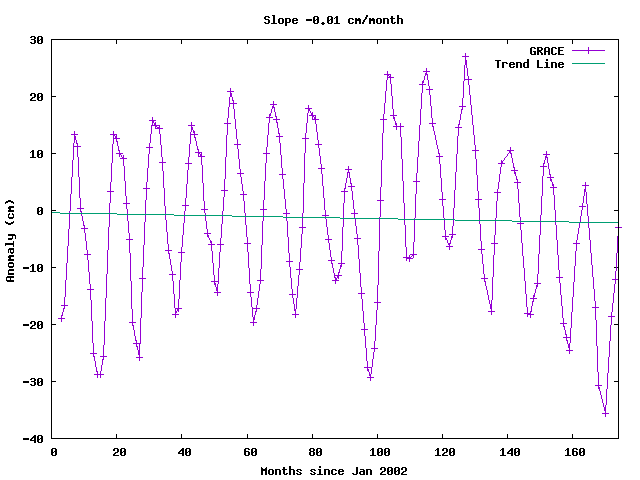 Slope -0.01 cm/month
30
GRACE
Trend Line
20
10
0
Anomaly (cm)
-10
-20
-30
-40
0 20 40 60 80 100 120 140 160
Months since Jan 2002